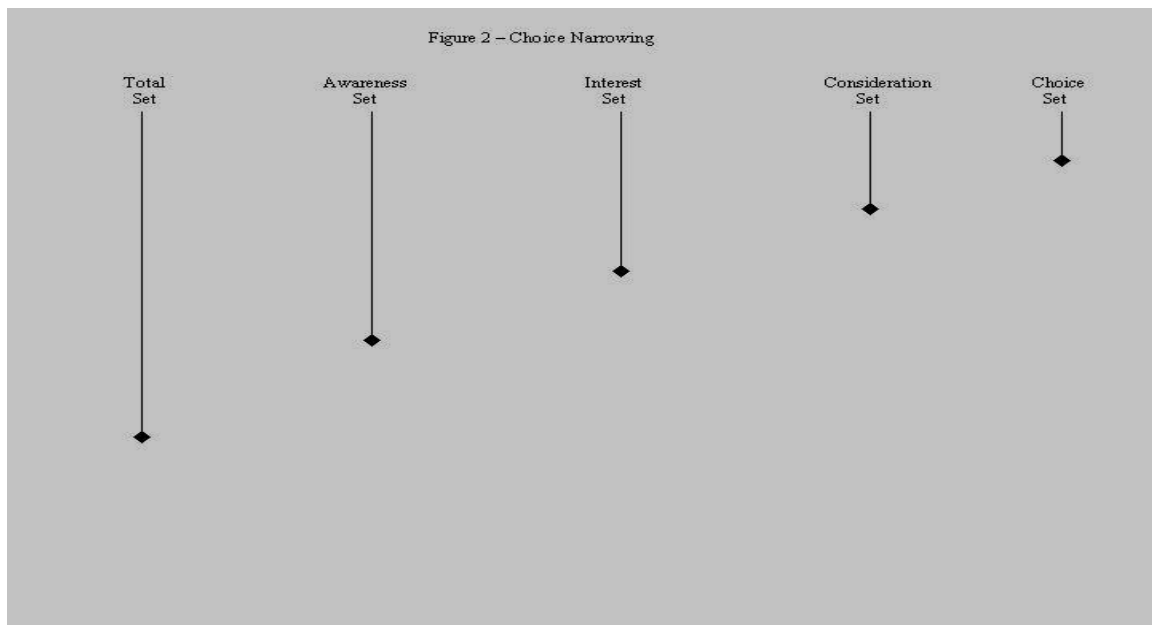 Figure 2 – Choice Narrowing
Total
Set
Awareness
Set
Interest
Set
Consideration
Set
Choice
Set